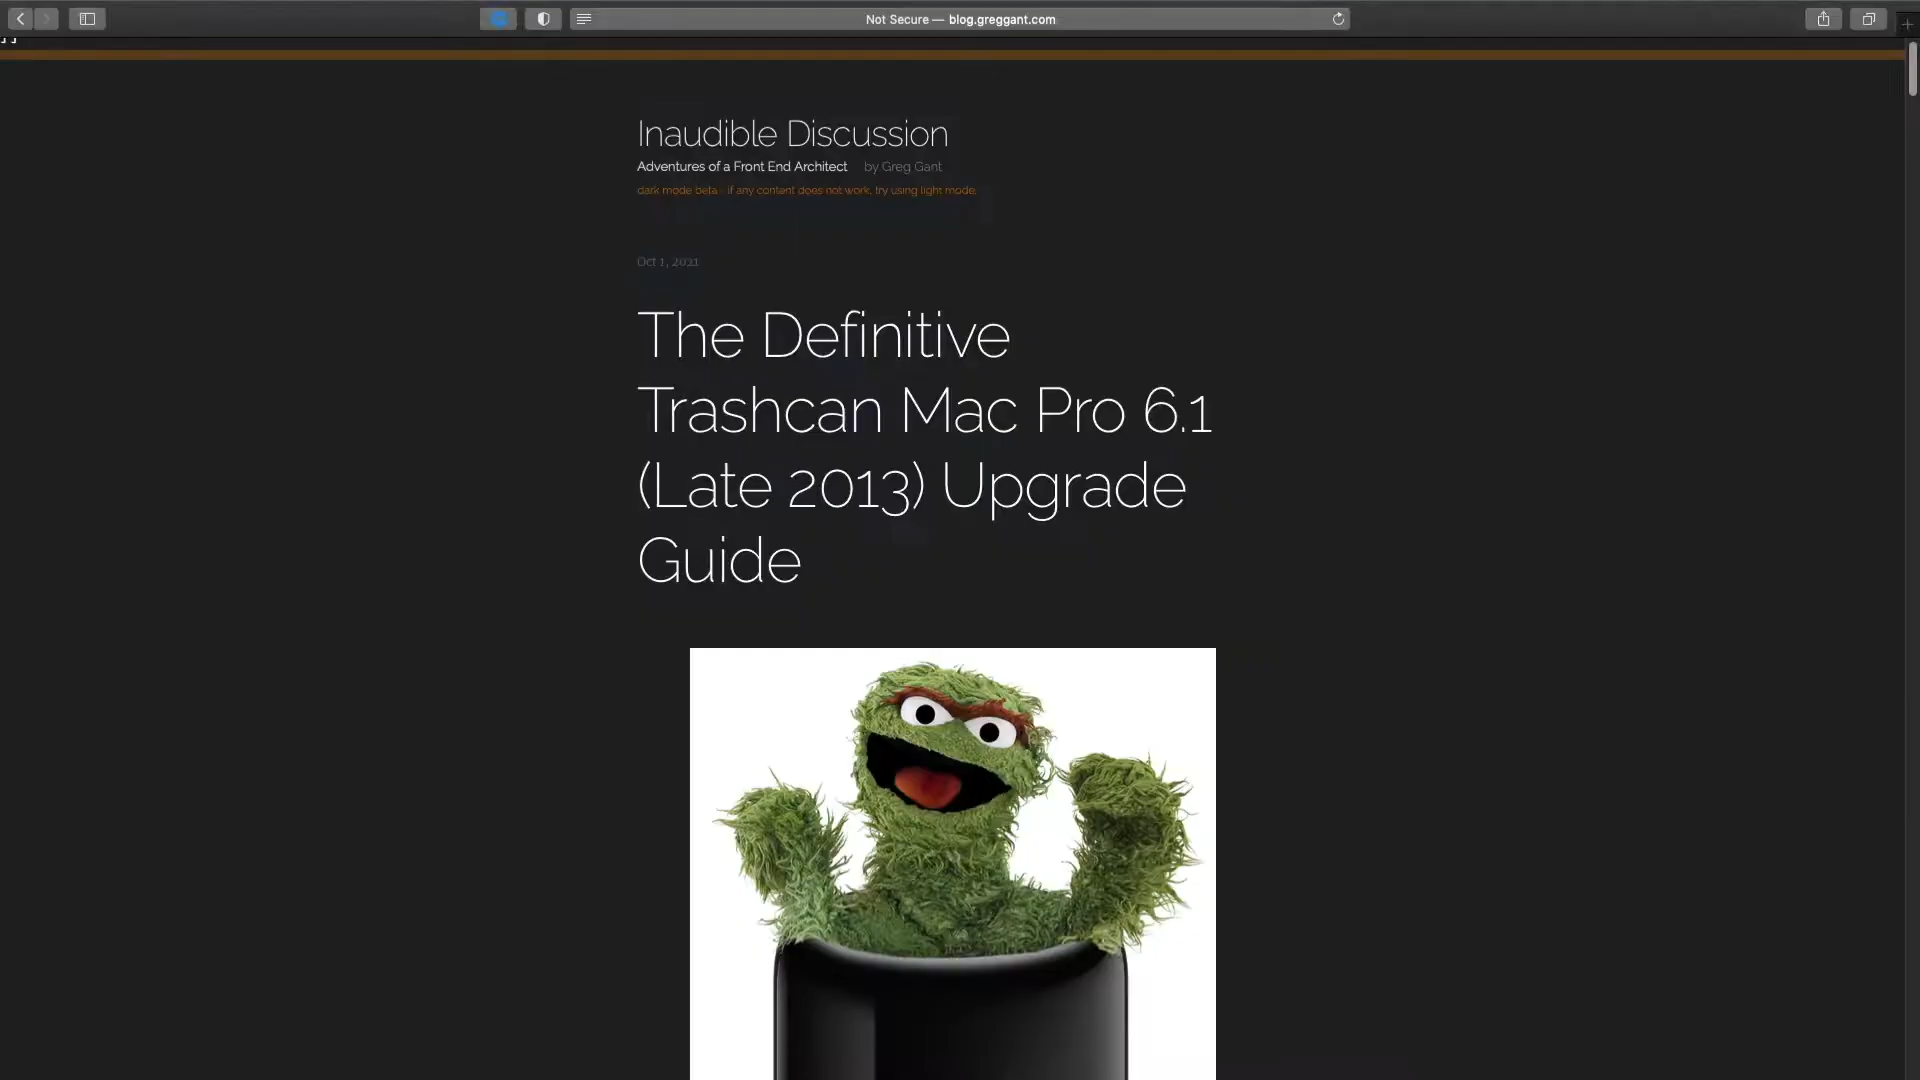 Not Secure — blog.greggant.com
Inaudible Discussion
Adventures of a Front End Architect by Greg Gant
dark mode beta - if any content does not work, try using light mode.
Oct 1, 2021
The Definitive
Trashcan Mac Pro 6.1
(Late 2013) Upgrade
Guide